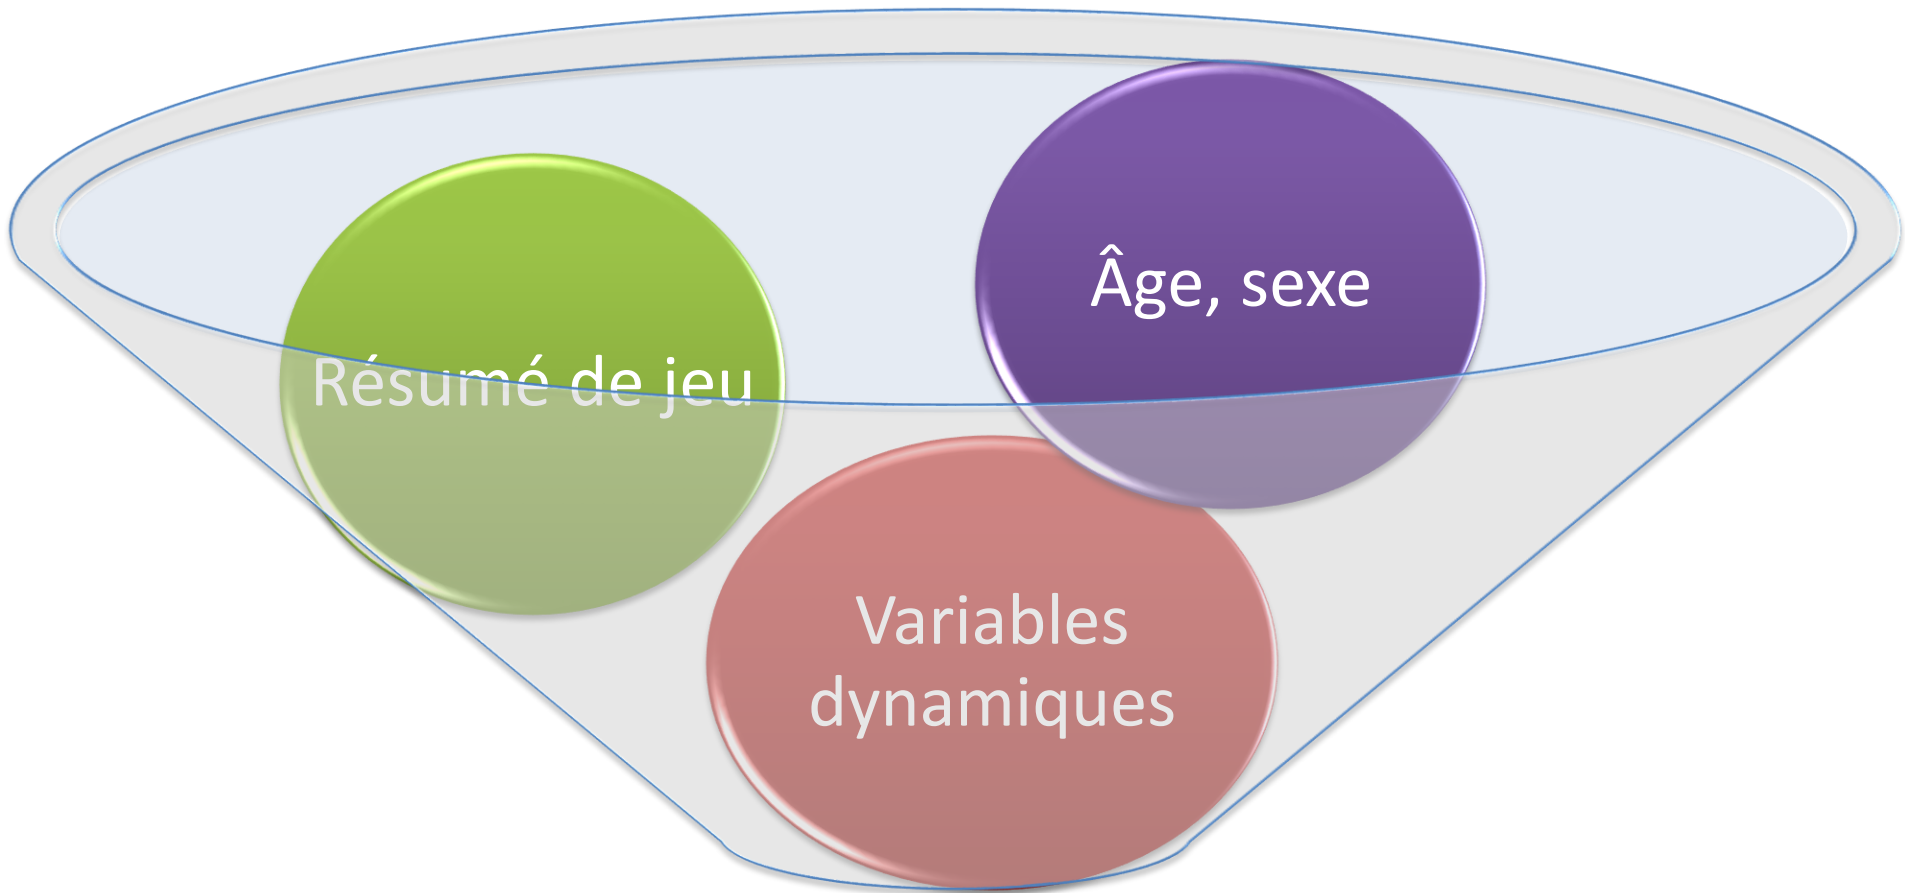 Âge, sexe
Résumé de jeu
Variables
dynamiques